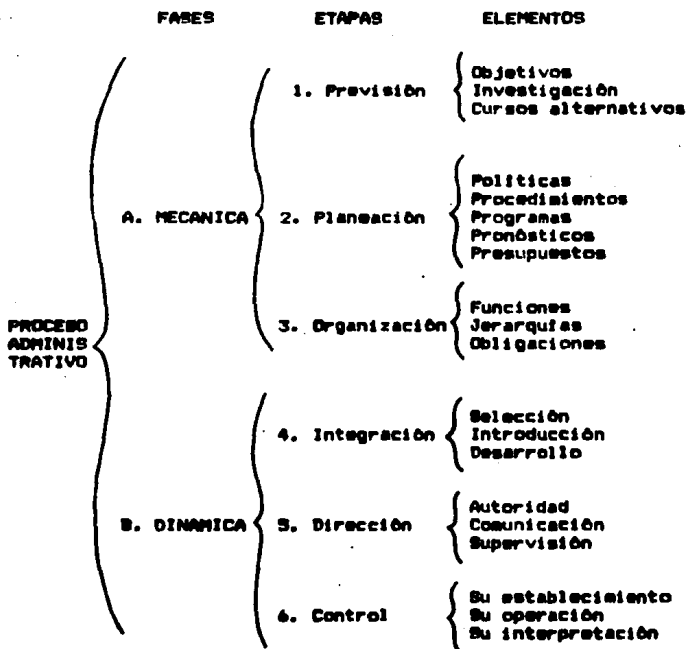 FASES ETAPAS ELEMENTOS
1. Previsión
Objetivos
Investigación
Cursos alternativos
A. MECANICA
2. Planeación
Políticas
Procedimientos
Programas
Pronósticos
Presupuestos
3. Organización
Funciones
Jerarquías
Obligaciones
PROCESO
ADMINIS
TRATIVO
4. Integración
Selección
Introducción
Desarrollo
B. DINAMICA
5. Dirección
Autoridad
Comunicación
Supervisión
6. Control
Su establecimiento
Su operación
Su interpretación